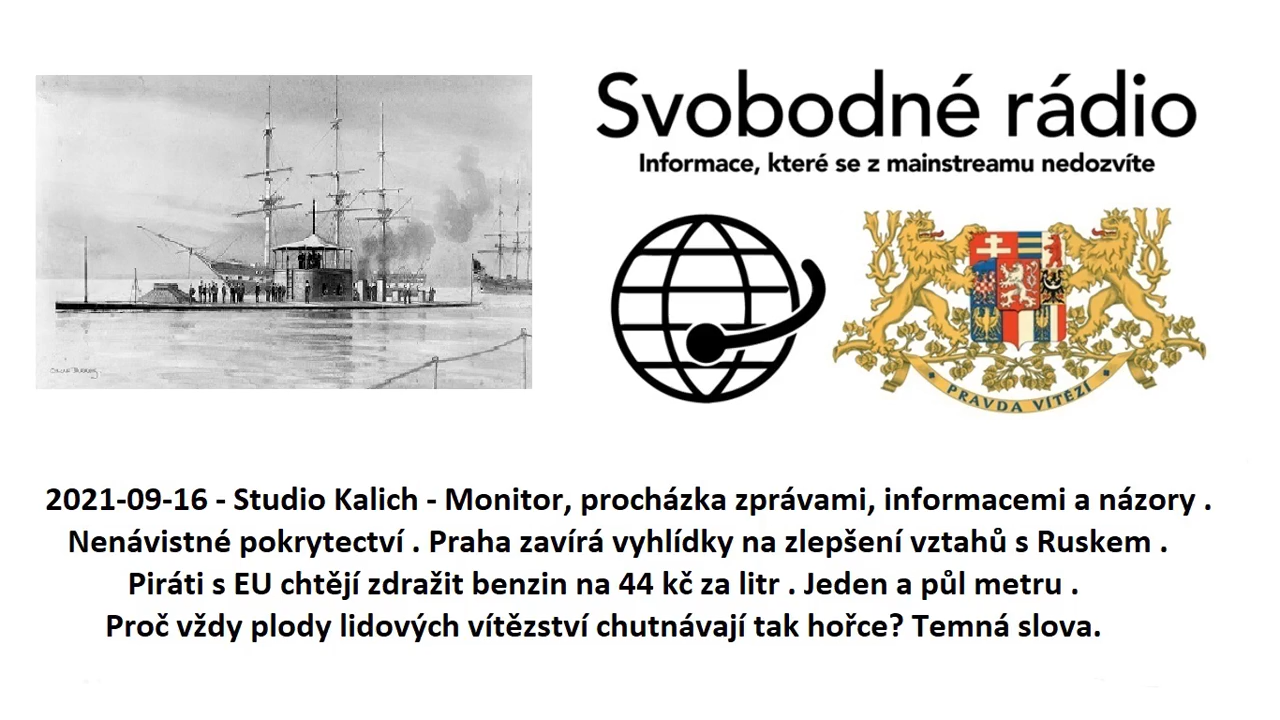 Svobodné rádio
Informace, které se z mainstreamu nedozvíte
PRAVDA VÍTĚZÍ
2021-09-16 - Studio Kalich - Monitor, procházka zprávami, informacemi a názory .
Nenávistné pokrytectví . Praha zavírá vyhlídky na zlepšení vztahů s Ruskem .
Piráti s EU chtějí zdražit benzin na 44 kč za litr . Jeden a půl metru .
Proč vždy plody lidových vítězství chutnávají tak hořce? Temná slova.